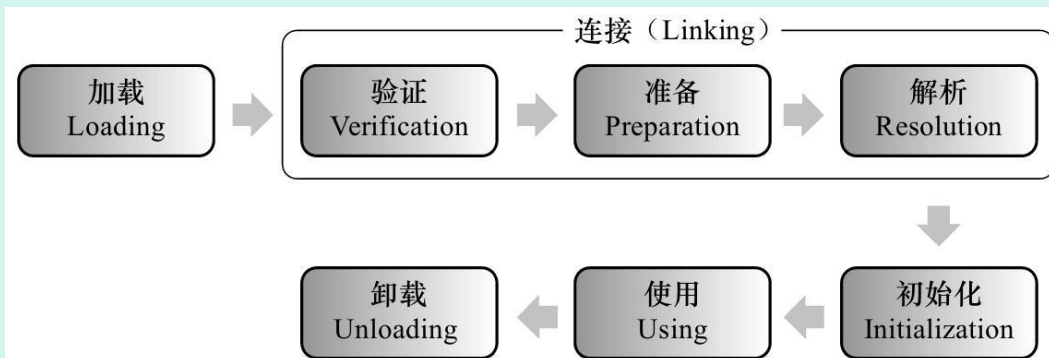 连接（Linking）
加载
Loading
验证
Verification
准备
Preparation
解析
Resolution
初始化
Initialization
使用
Using
卸载
Unloading